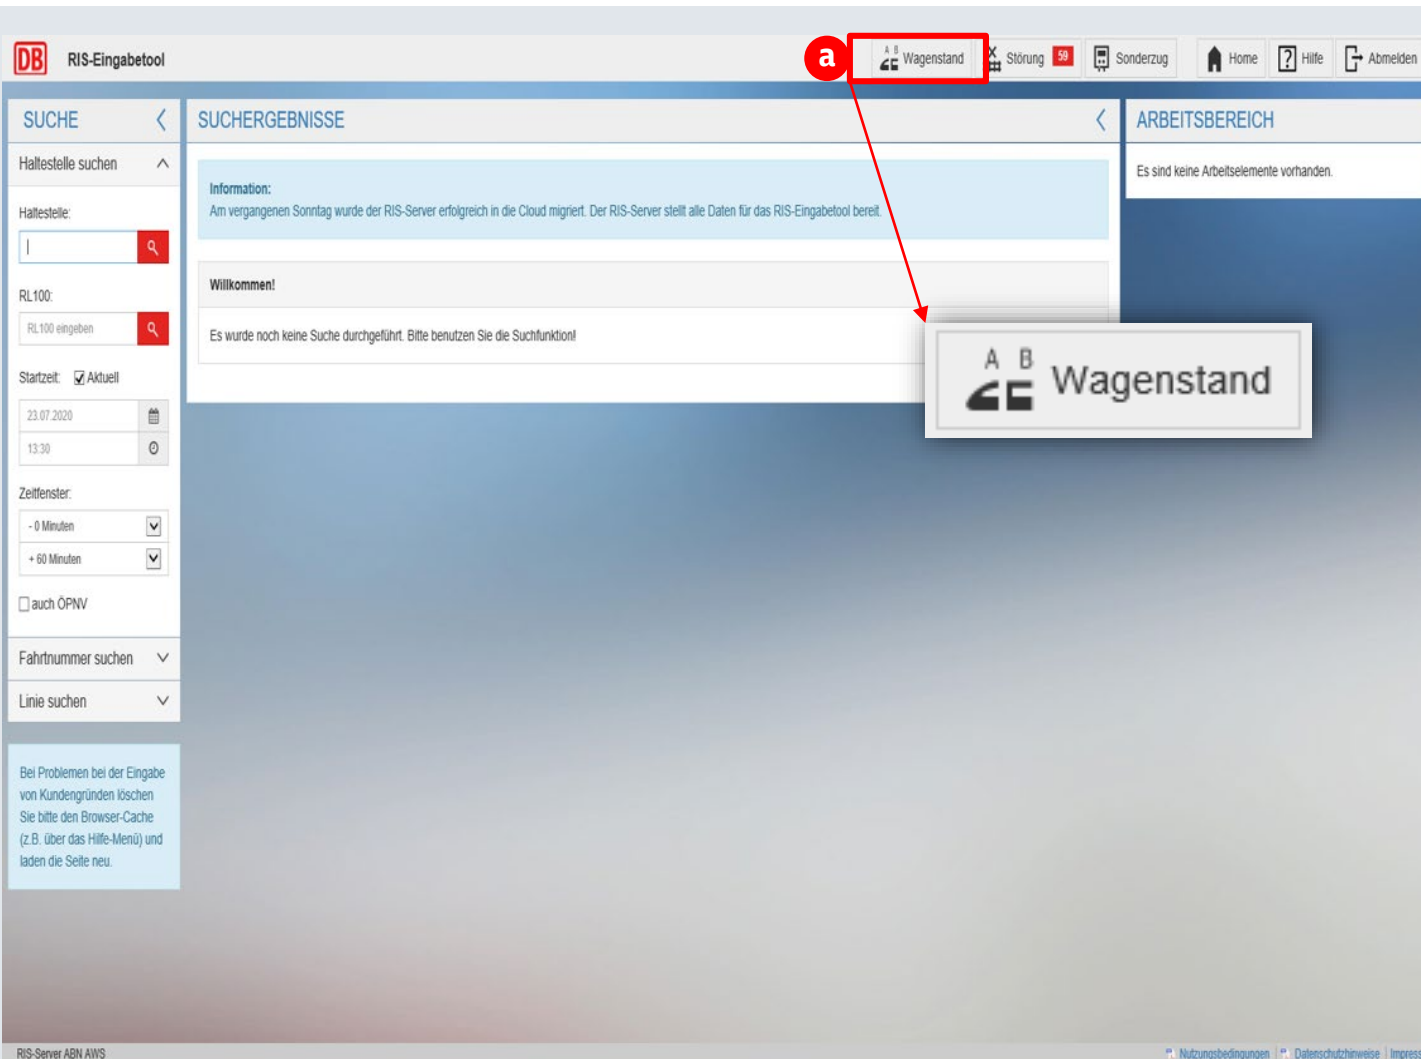 DB RIS-Eingabetool a A B Wagenstand Störung 59 Sonderzug Home ? Hilfe Abmelden
SUCHE
Haltestelle suchen
Haltestelle:
RL100:
RL100 eingeben
Startzeit: Aktuell
23.07.2020
13:30
Zeitfenster:
- 0 Minuten
+ 60 Minuten
auch ÖPNV
Fahrtnummer suchen
Linie suchen
Bei Problemen bei der Eingabe
von Kundengründen löschen
Sie bitte den Browser-Cache
(z.B. über das Hilfe-Menü) und
laden die Seite neu.
SUCHERGEBNISSE
Information:
Am vergangenen Sonntag wurde der RIS-Server erfolgreich in die Cloud migriert. Der RIS-Server stellt alle Daten für das RIS-Eingabetool bereit.
Willkommen!
Es wurde noch keine Suche durchgeführt. Bitte benutzen Sie die Suchfunktion!
ARBEITSBEREICH
Es sind keine Arbeitselemente vorhanden.
A B
Wagenstand
RIS-Server ABN AWS
Nutzungsbedingungen | Datenschutzhinweise | Impress